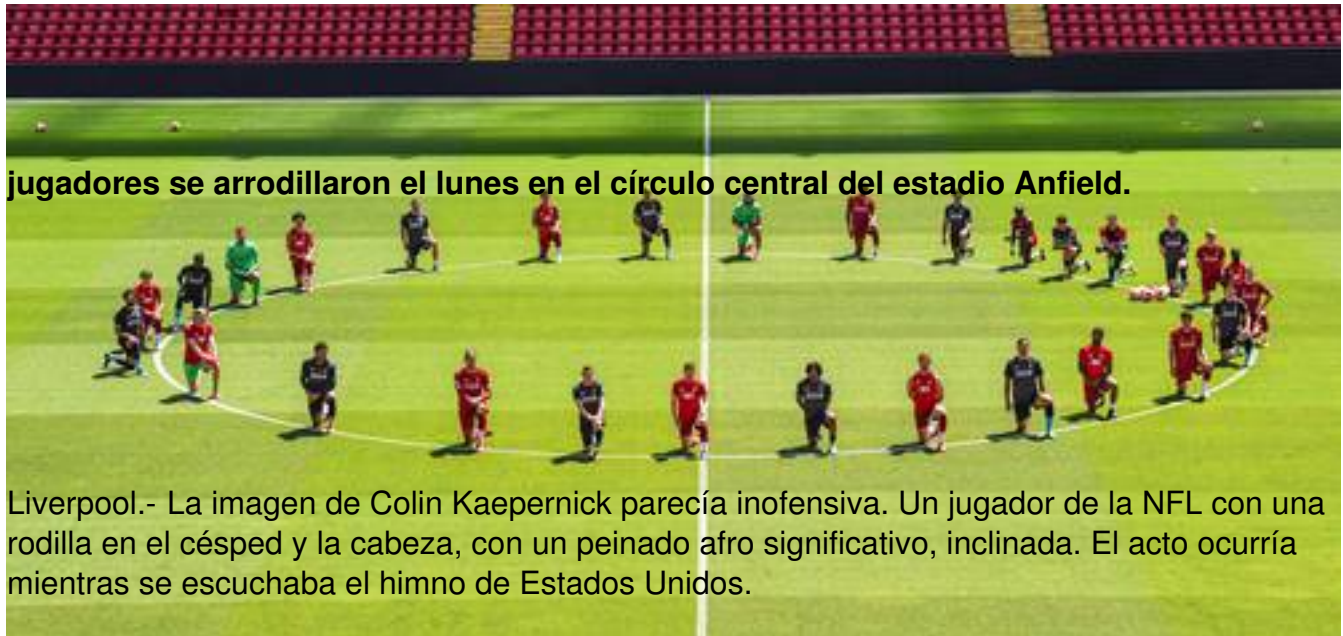 jugadores se arrodillaron el lunes en el círculo central del estadio Anfield.
Liverpool.- La imagen de Colin Kaepernick parecía inofensiva. Un jugador de la NFL con una
rodilla en el césped y la cabeza, con un peinado afro significativo, inclinada. El acto ocurría
mientras se escuchaba el himno de Estados Unidos.